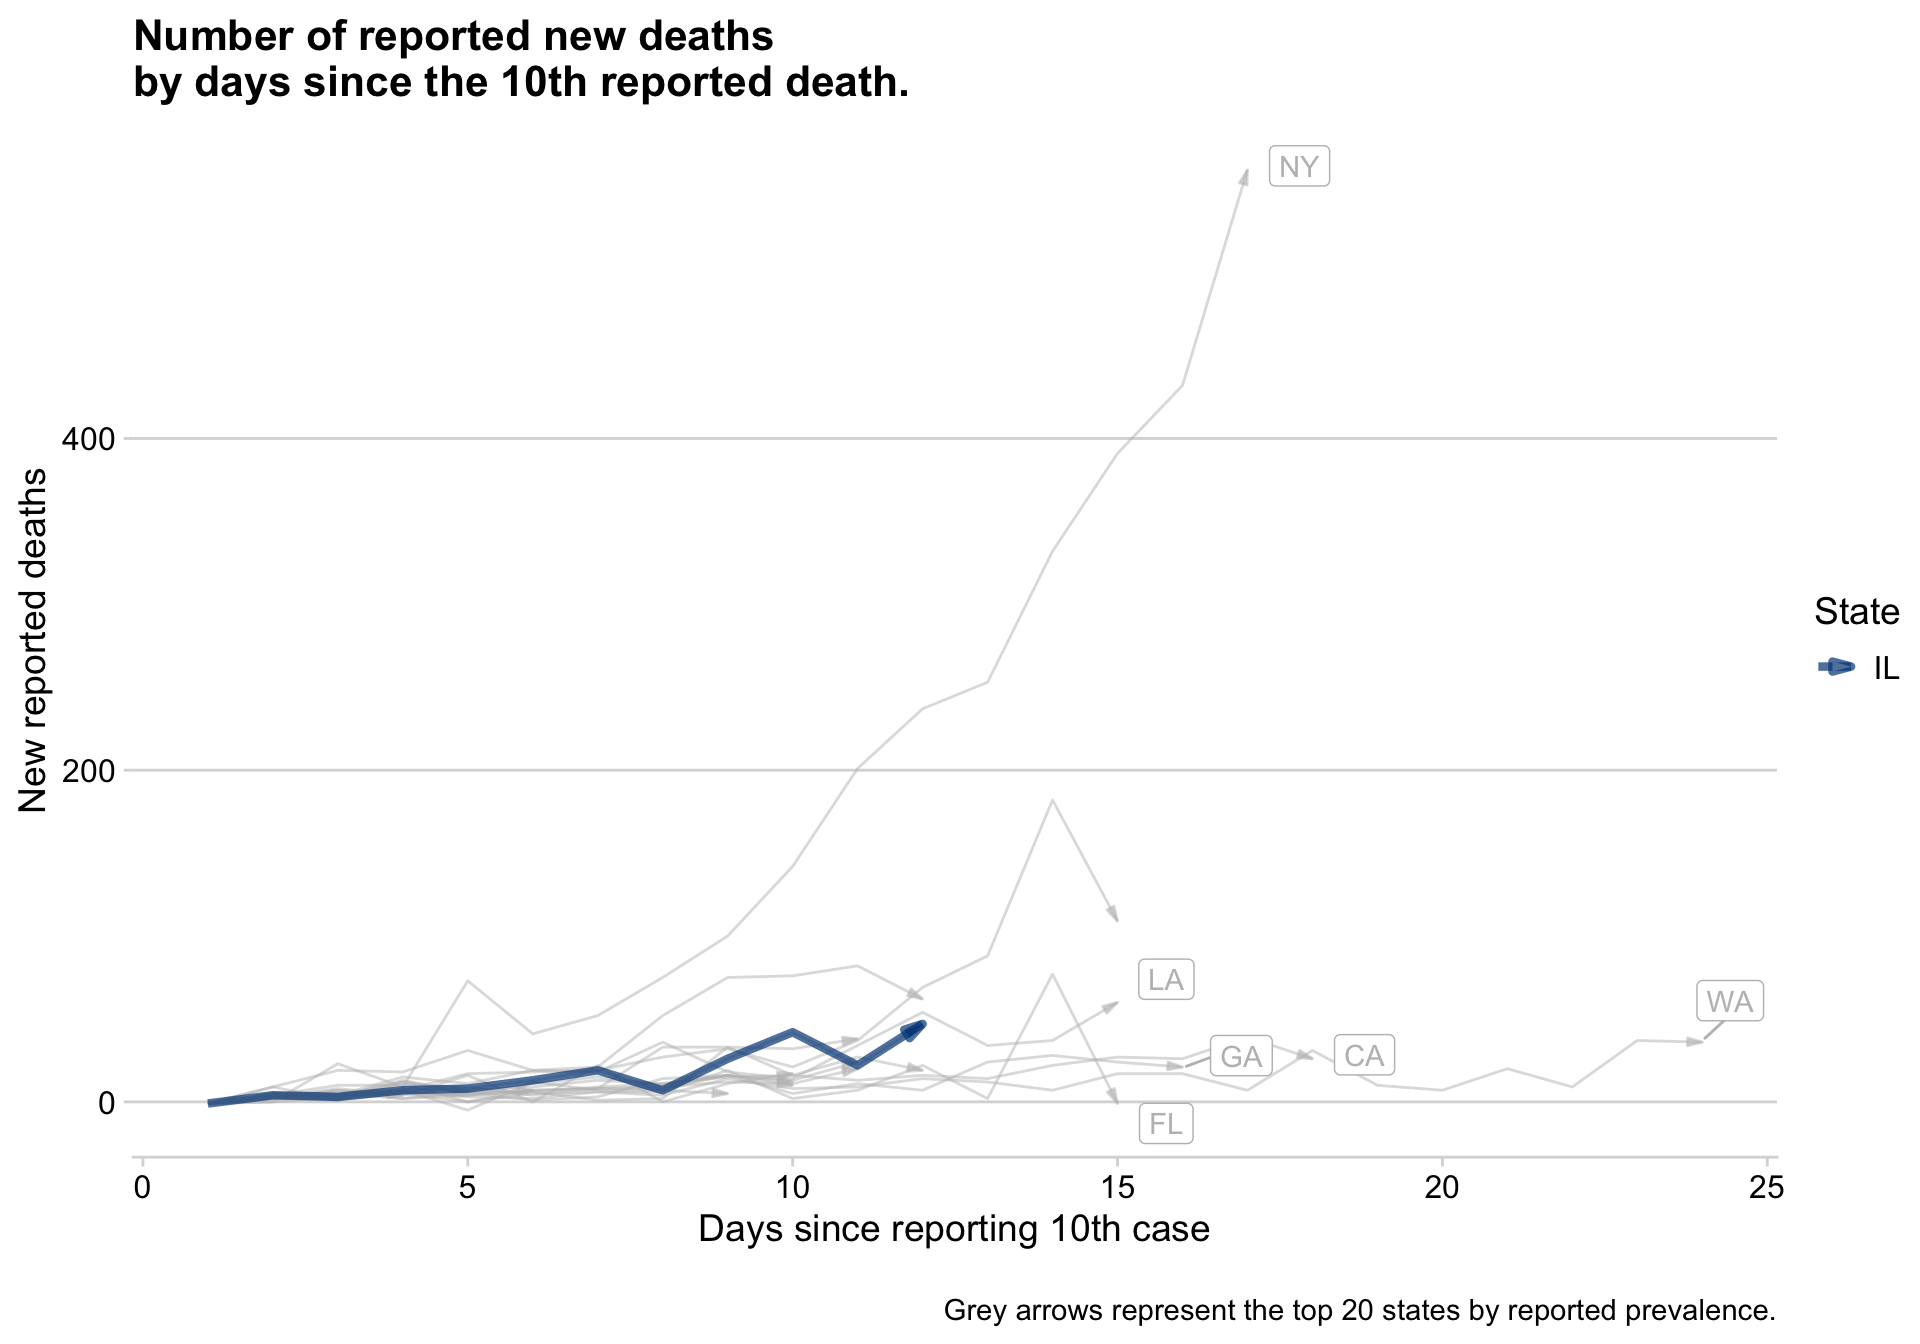 Number of reported new deaths
by days since the 10th reported death.
NY
400
New reported deaths
State
IL
200
LA
WA
GA
CA
0
FL
0
5
10
15
20
25
Days since reporting 10th case
Grey arrows represent the top 20 states by reported prevalence.